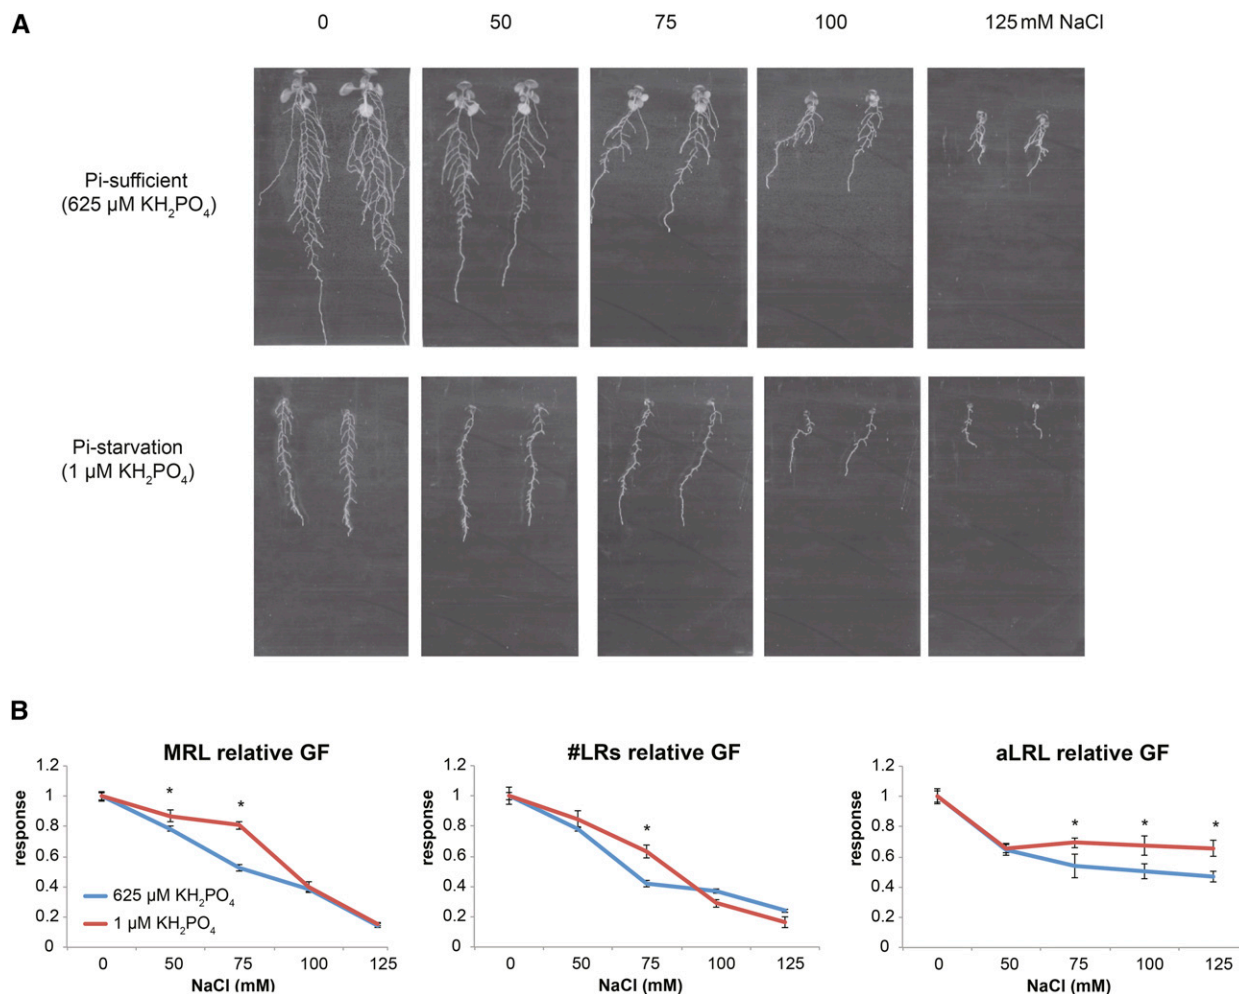 A
0 50 75 100 125 mM NaCl
Pi-sufficient
(625 µM KH₂PO₄)
Pi-starvation
(1 µM KH₂PO₄)
B
MRL relative GF
response
1.2
1
0.8
0.6
0.4
0.2
0
*
*
625 µM KH₂PO₄
1 µM KH₂PO₄
0 50 75 100 125
NaCl (mM)
#LRs relative GF
response
1.2
1
0.8
0.6
0.4
0.2
0
*
0 50 75 100 125
NaCl (mM)
aLRL relative GF
response
1.2
1
0.8
0.6
0.4
0.2
0
* * *
0 50 75 100 125
NaCl (mM)